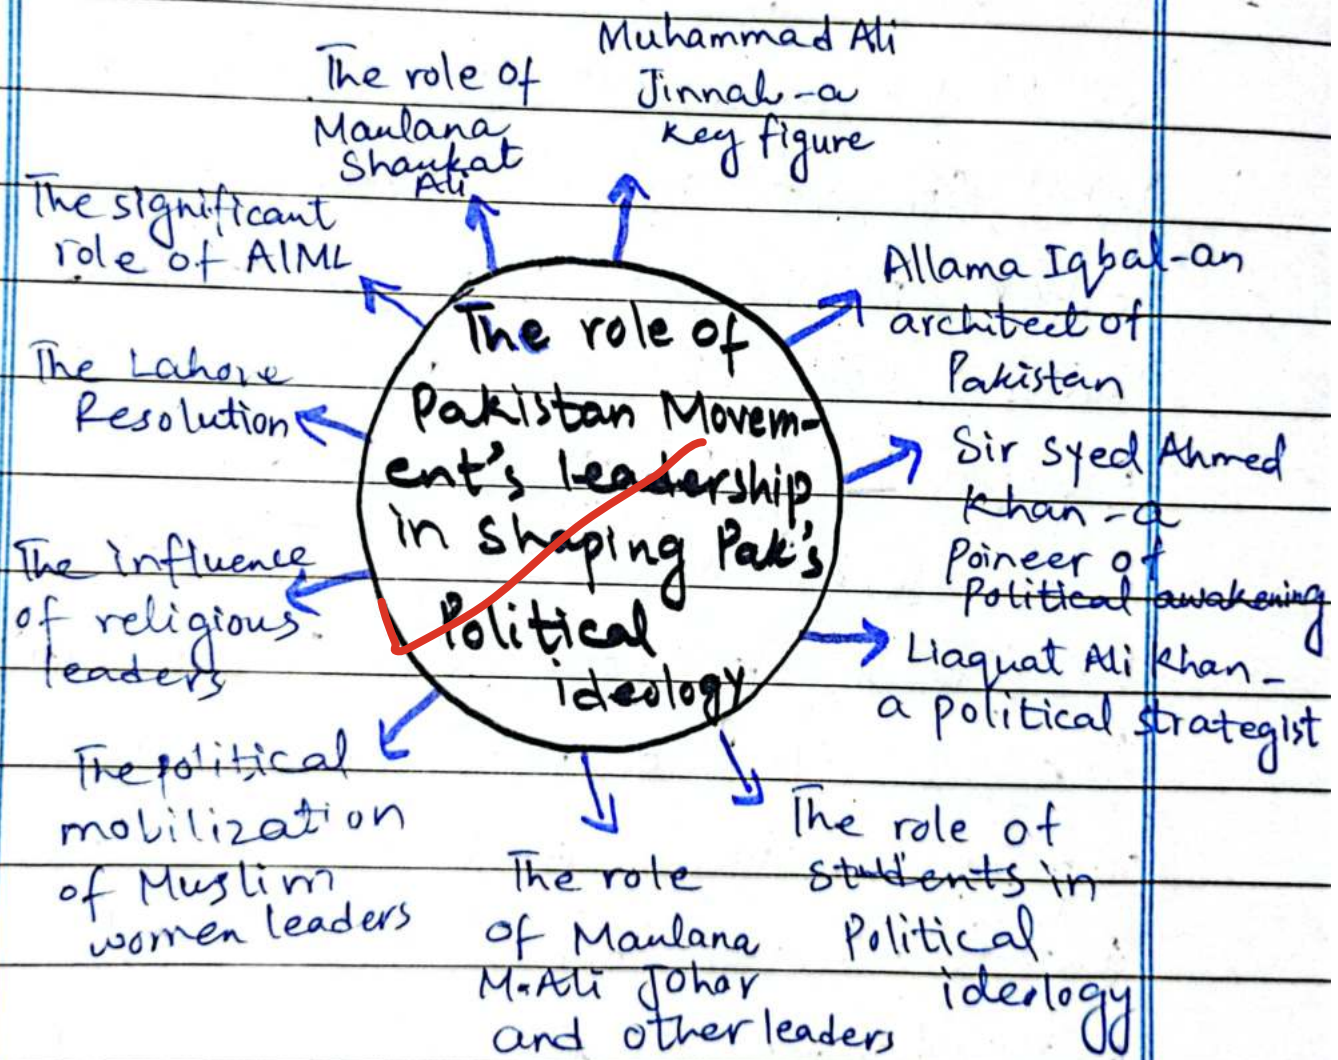 The role of
Pakistan Movem-
ent's leadership
in shaping Pak's
Political
ideology
Muhammad Ali
Jinnah - a
key figure
Allama Iqbal - an
architect of
Pakistan
Sir Syed Ahmed
Khan - a
Poineer of
Political awakening
Liaquat Ali Khan -
a political strategist
The role of
students in
Political
ideology
The role
of Maulana
M. Ali Johar
and other leaders
The political
mobilization
of Muslim
women leaders
The influence
of religious
leaders
The Lahore
Resolution
The significant
role of AIML
The role of
Maulana
Shaukat
Ali